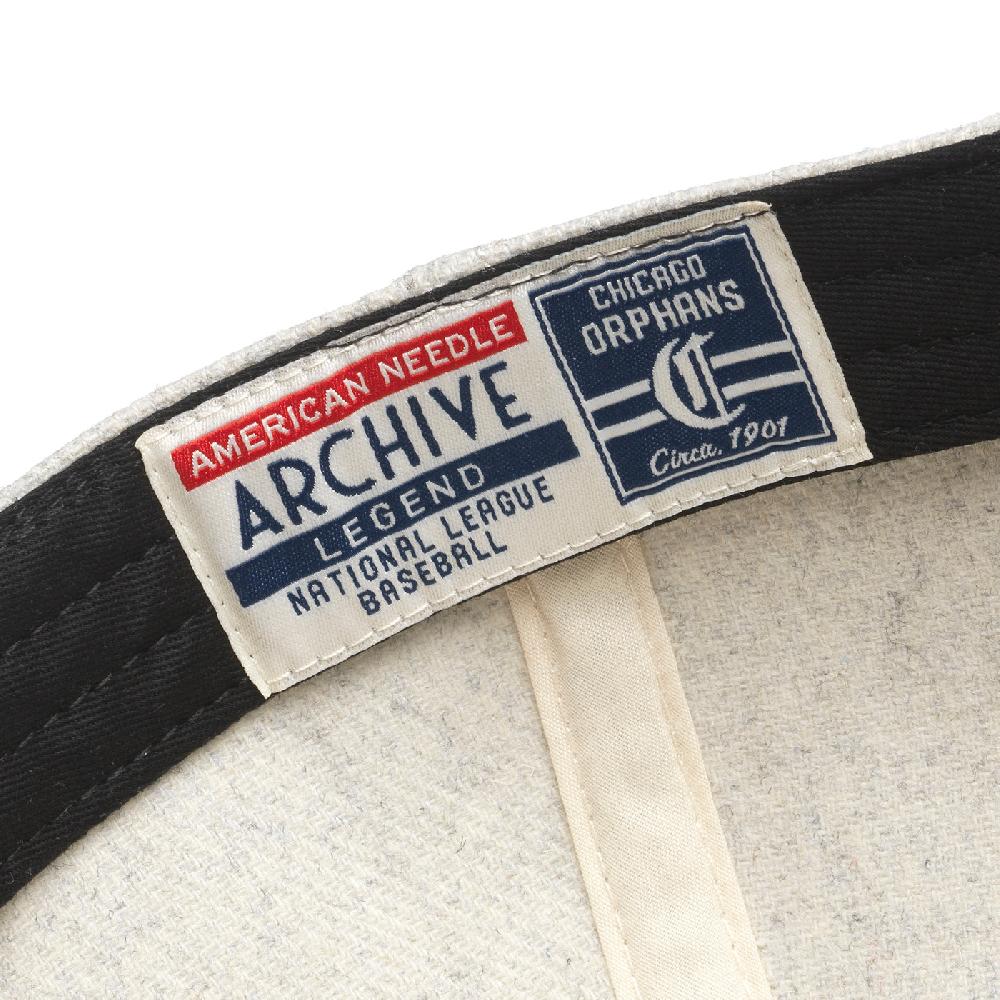 AMERICAN NEEDLE
ARCHIVE
LEGEND
NATIONAL LEAGUE
BASEBALL
CHICAGO
ORPHANS
C
Circa. 1901